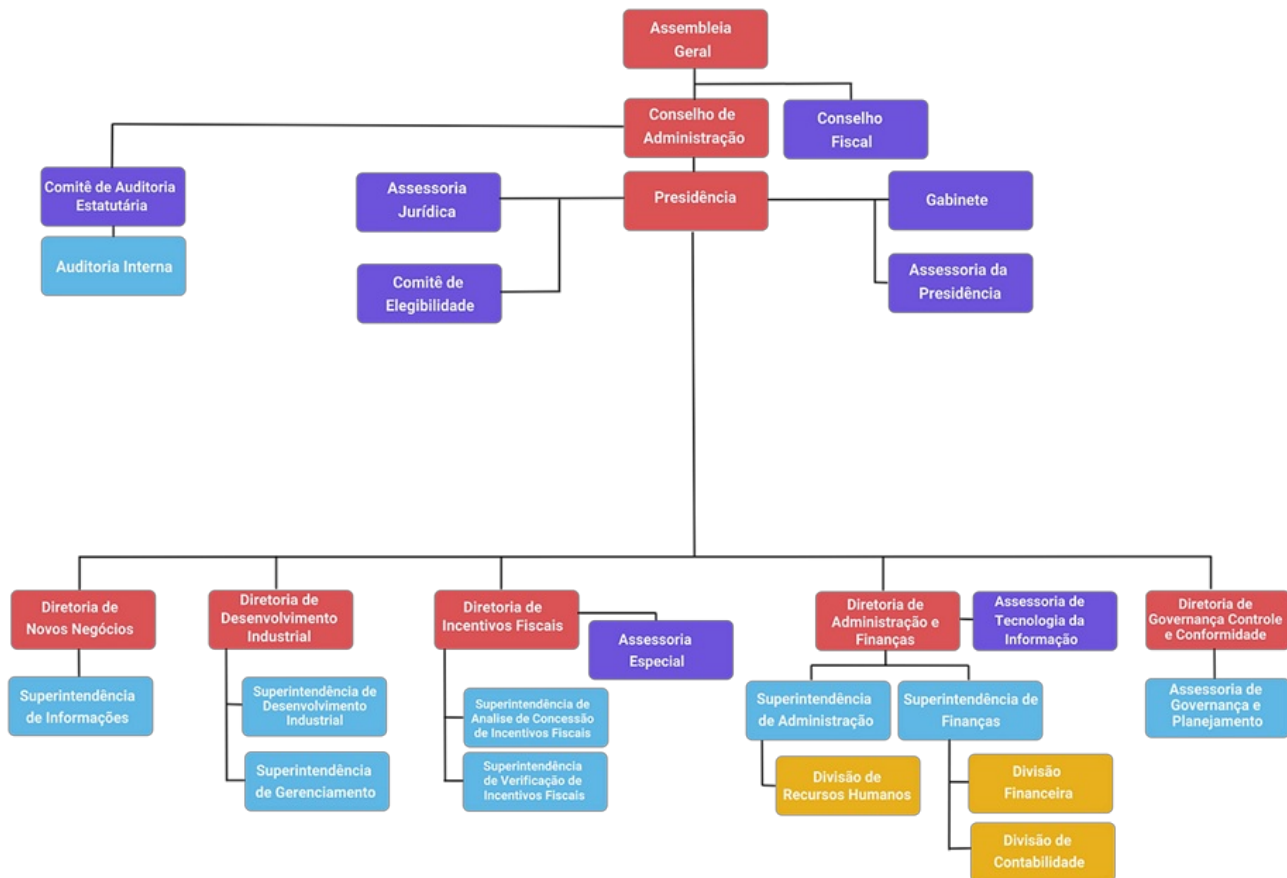 Assembleia
Geral
Conselho de
Administração
Conselho
Fiscal
Comitê de Auditoria
Estatutária
Assessoria
Jurídica
Presidência
Gabinete
Auditoria Interna
Comitê de
Elegibilidade
Assessoria da
Presidência
Diretoria de
Novos Negócios
Diretoria de
Desenvolvimento
Industrial
Diretoria de
Incentivos Fiscais
Assessoria
Especial
Diretoria de
Administração e
Finanças
Assessoria de
Tecnologia da
Informação
Diretoria de
Governança Controle
e Conformidade
Superintendência
de Informações
Superintendência de
Desenvolvimento
Industrial
Superintendência
de Analise de Concessão
de Incentivos Fiscais
Superintendência
de Administração
Superintendência de
Finanças
Assessoria de
Governança e
Planejamento
Superintendência
de Gerenciamento
Superintendência
de Verificação de
Incentivos Fiscais
Divisão de
Recursos Humanos
Divisão
Financeira
Divisão de
Contabilidade